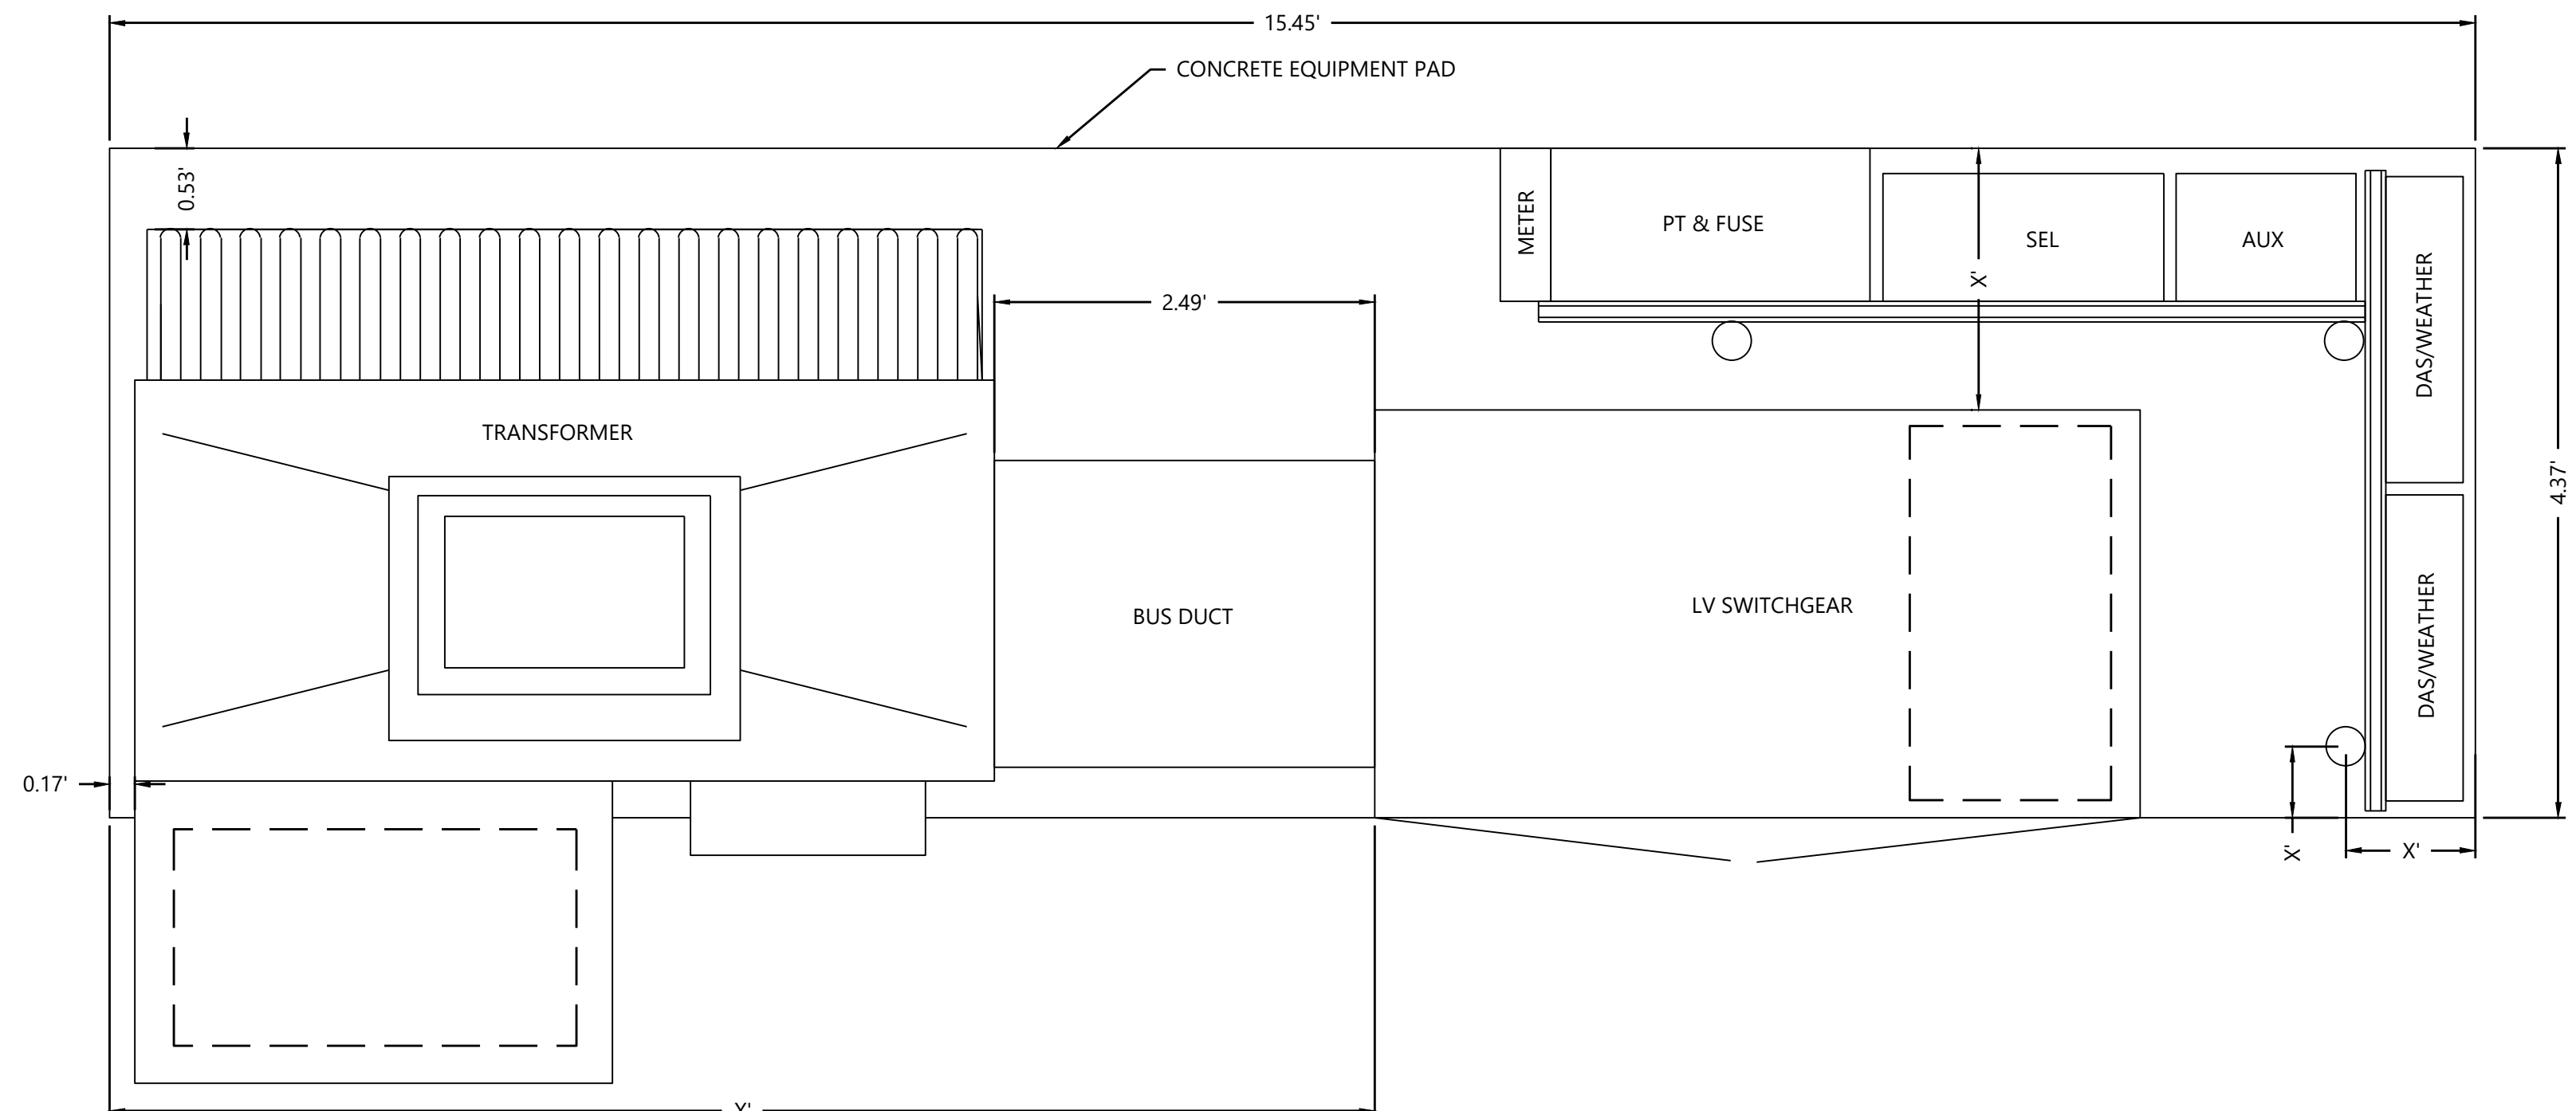 15.45'
CONCRETE EQUIPMENT PAD
0.53'
METER
PT & FUSE
SEL
AUX
X'
DAS/WEATHER
2.49'
TRANSFORMER
4.37'
BUS DUCT
LV SWITCHGEAR
DAS/WEATHER
0.17'
X'
X'
X'